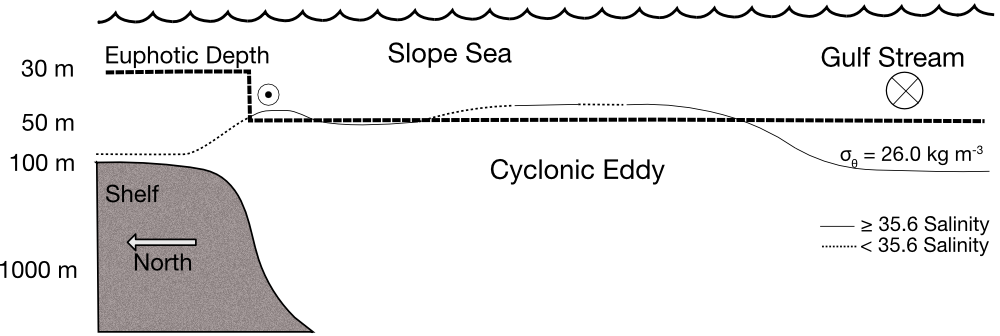 Euphotic Depth
Slope Sea
Gulf Stream
30 m
50 m
σθ = 26.0 kg m-3
100 m
Cyclonic Eddy
Shelf
≥ 35.6 Salinity
< 35.6 Salinity
North
1000 m